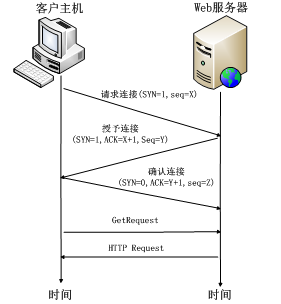 客户主机
Web服务器
请求连接(SYN=1,seq=X)
授予连接
(SYN=1,ACK=X+1,Seq=Y)
确认连接
(SYN=0,ACK=Y+1,seq=Z)
GetRequest
HTTP Request
时间
时间